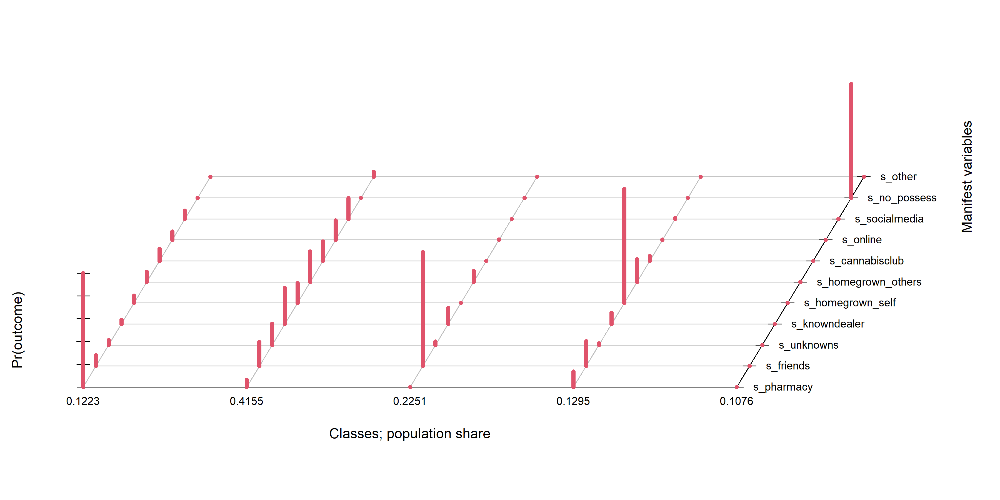 Manifest variables
s_other
s_no_possess
s_socialmedia
s_online
s_cannabisclub
s_homegrown_others
s_homegrown_self
s_knowndealer
s_unknowns
s_friends
s_pharmacy
Pr(outcome)
0.1223 0.4155 0.2251 0.1295 0.1076
Classes; population share